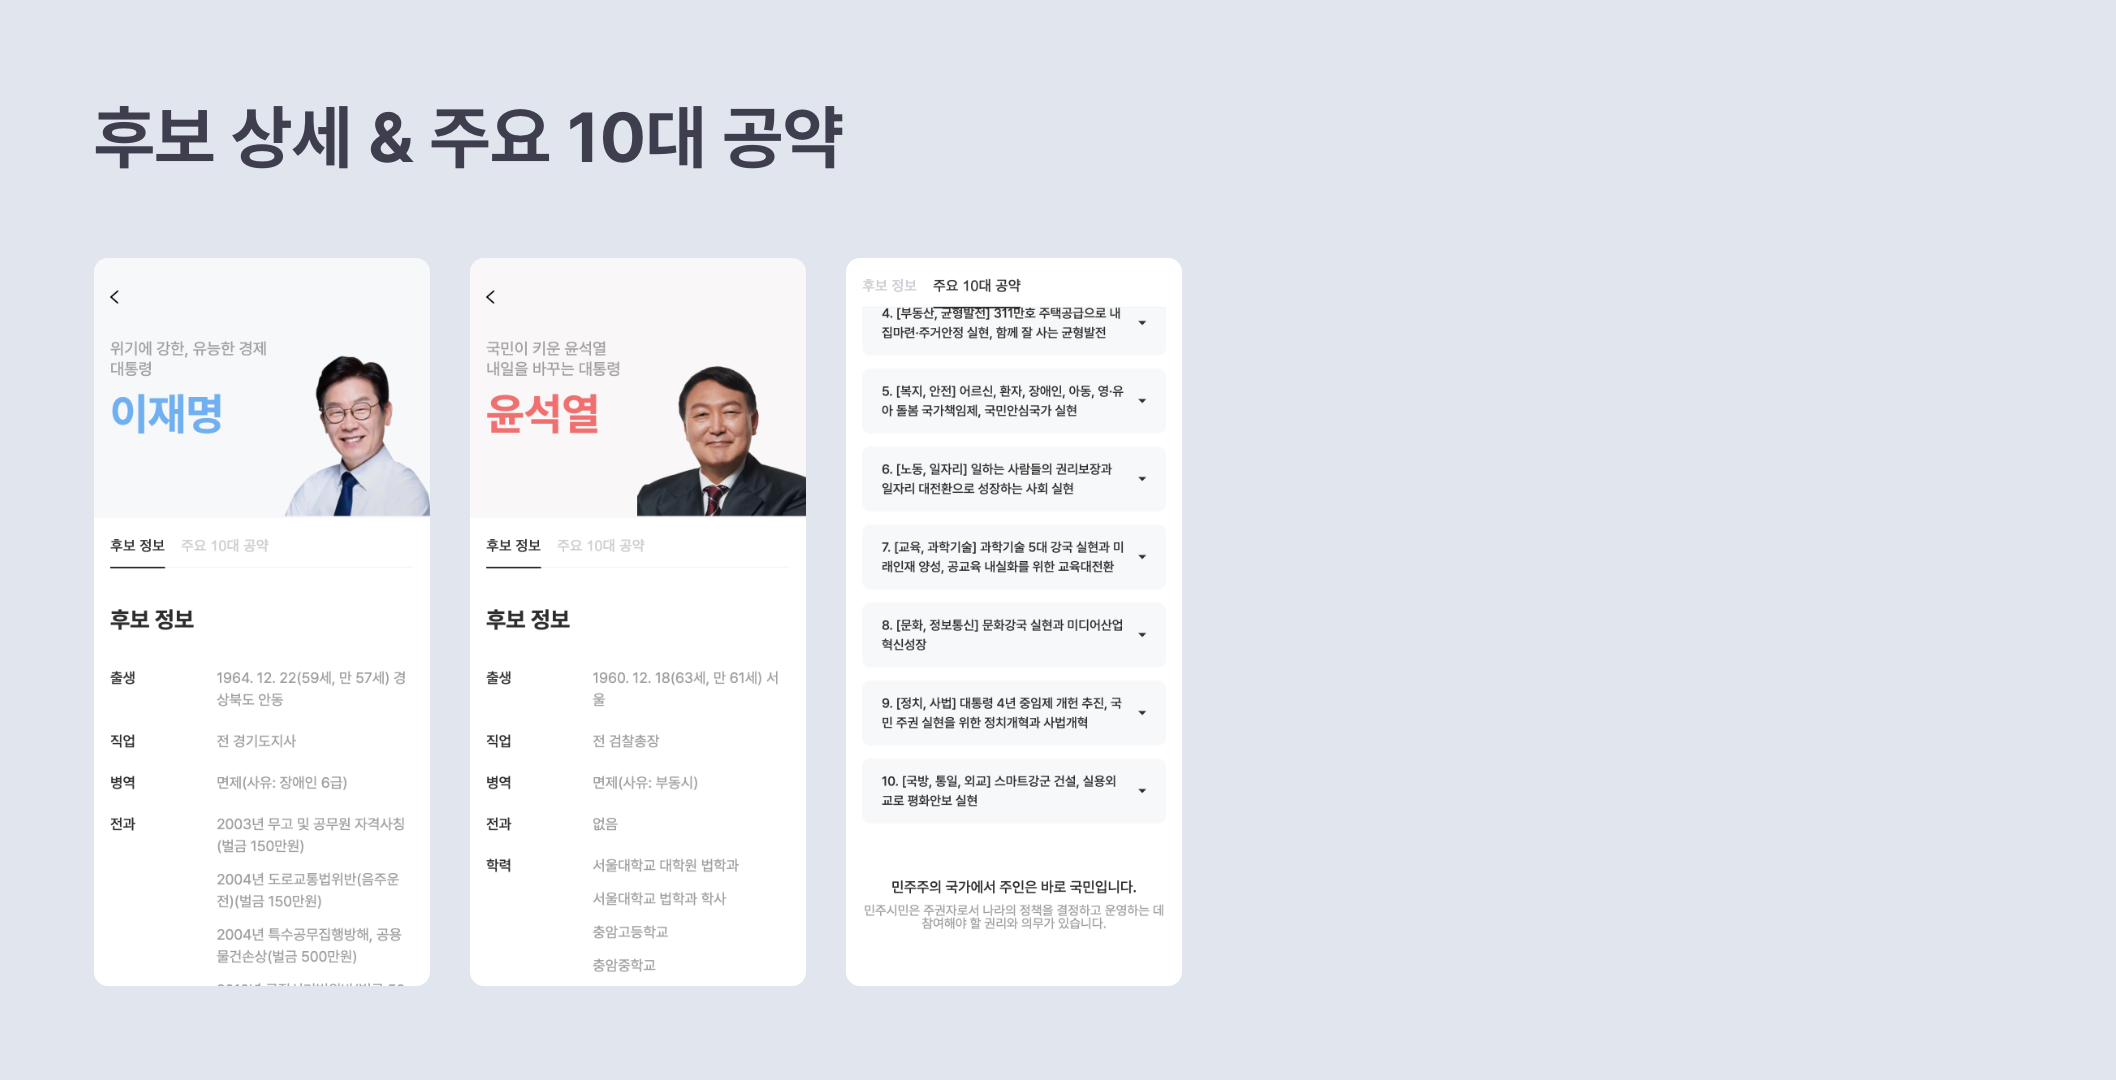 후보 상세 & 주요 10대 공약
위기에 강한, 유능한 경제
대통령
이재명
후보 정보 주요 10대 공약
후보 정보
출생 1964. 12. 22(59세, 만 57세) 경
상북도 안동
직업 전 경기도지사
병역 면제(사유: 장애인 6급)
전과 2003년 무고 및 공무원 자격사칭
(벌금 150만원)
2004년 도로교통법위반(음주운
전)(벌금 150만원)
2004년 특수공무집행방해, 공용
물건손상(벌금 500만원)
국민이 키운 윤석열
내일을 바꾸는 대통령
윤석열
후보 정보 주요 10대 공약
후보 정보
출생 1960. 12. 18(63세, 만 61세) 서
울
직업 전 검찰총장
병역 면제(사유: 부동시)
전과 없음
학력 서울대학교 대학원 법학과
서울대학교 법학과 학사
충암고등학교
충암중학교
후보 정보 주요 10대 공약
4. [부동산, 균형발전] 311만호 주택공급으로 내
집마련·주거안정 실현, 함께 잘 사는 균형발전
5. [복지, 안전] 어르신, 환자, 장애인, 아동, 영·유
아 돌봄 국가책임제, 국민안심국가 실현
6. [노동, 일자리] 일하는 사람들의 권리보장과
일자리 대전환으로 성장하는 사회 실현
7. [교육, 과학기술] 과학기술 5대 강국 실현과 미
래인재 양성, 공교육 내실화를 위한 교육대전환
8. [문화, 정보통신] 문화강국 실현과 미디어산업
혁신성장
9. [정치, 사법] 대통령 4년 중임제 개헌 추진, 국
민 주권 실현을 위한 정치개혁과 사법개혁
10. [국방, 통일, 외교] 스마트강군 건설, 실용외
교로 평화안보 실현
민주주의 국가에서 주인은 바로 국민입니다.
민주시민은 주권자로서 나라의 정책을 결정하고 운영하는 데
참여해야 할 권리와 의무가 있습니다.